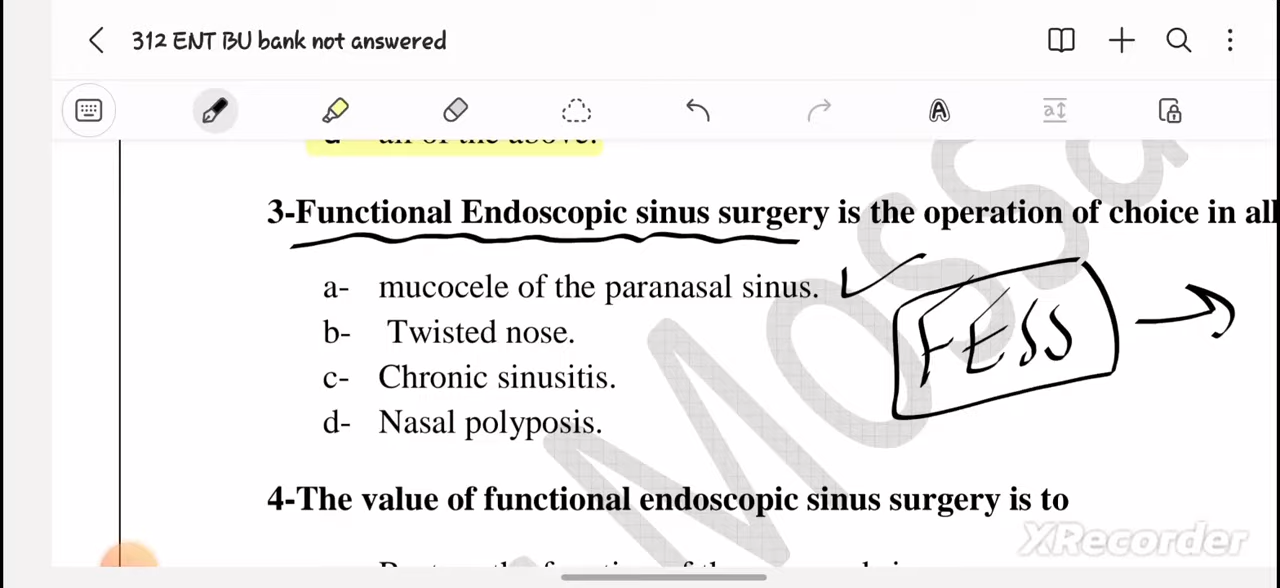 312 ENT BU bank not answered
3-Functional Endoscopic sinus surgery is the operation of choice in all
a- mucocele of the paranasal sinus.
b- Twisted nose.
c- Chronic sinusitis.
d- Nasal polyposis.
FESS
4-The value of functional endoscopic sinus surgery is to
XRecorder